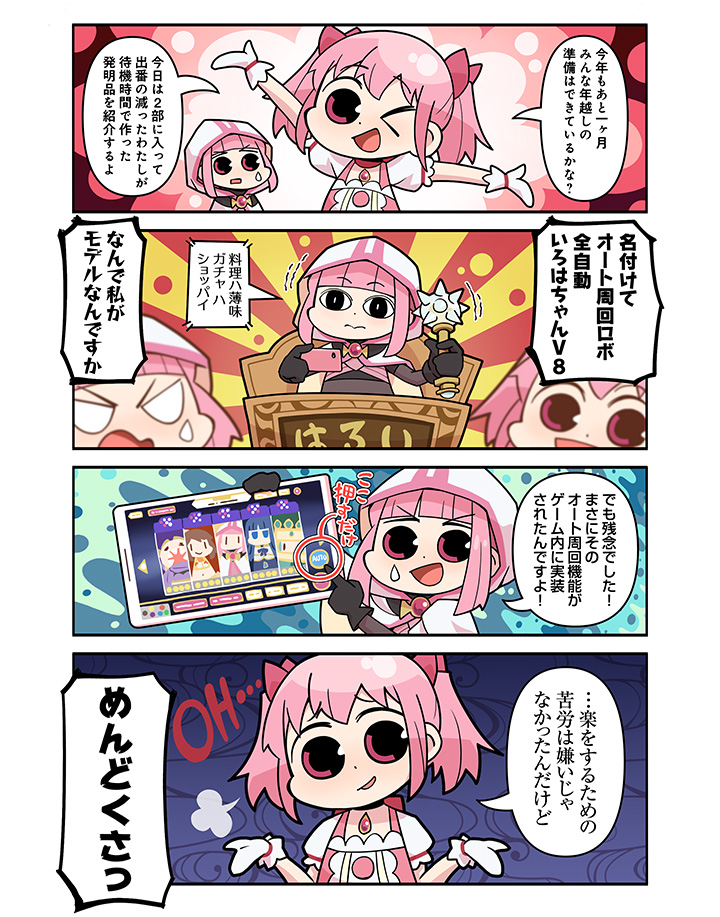 今年もあと一ヶ月
みんな年越しの
準備はできているかな？
今日は２部に入って
出番の減ったわたしが
待機時間で作った
発明品を紹介するよ
名付けて
オート周回ロボ
全自動
いろはちゃんV8
料理ハ薄味
ガチャハ
ショッパイ
なんで私が
モデルなんですか
いろは
でも残念でした！
まさにその
オート周回機能が
ゲーム内に実装
されたんですよ！
ここ
押すだけ
AUTO
…楽をするための
苦労は嫌いじゃ
なかったんだけど
OH…
めんどくさっ